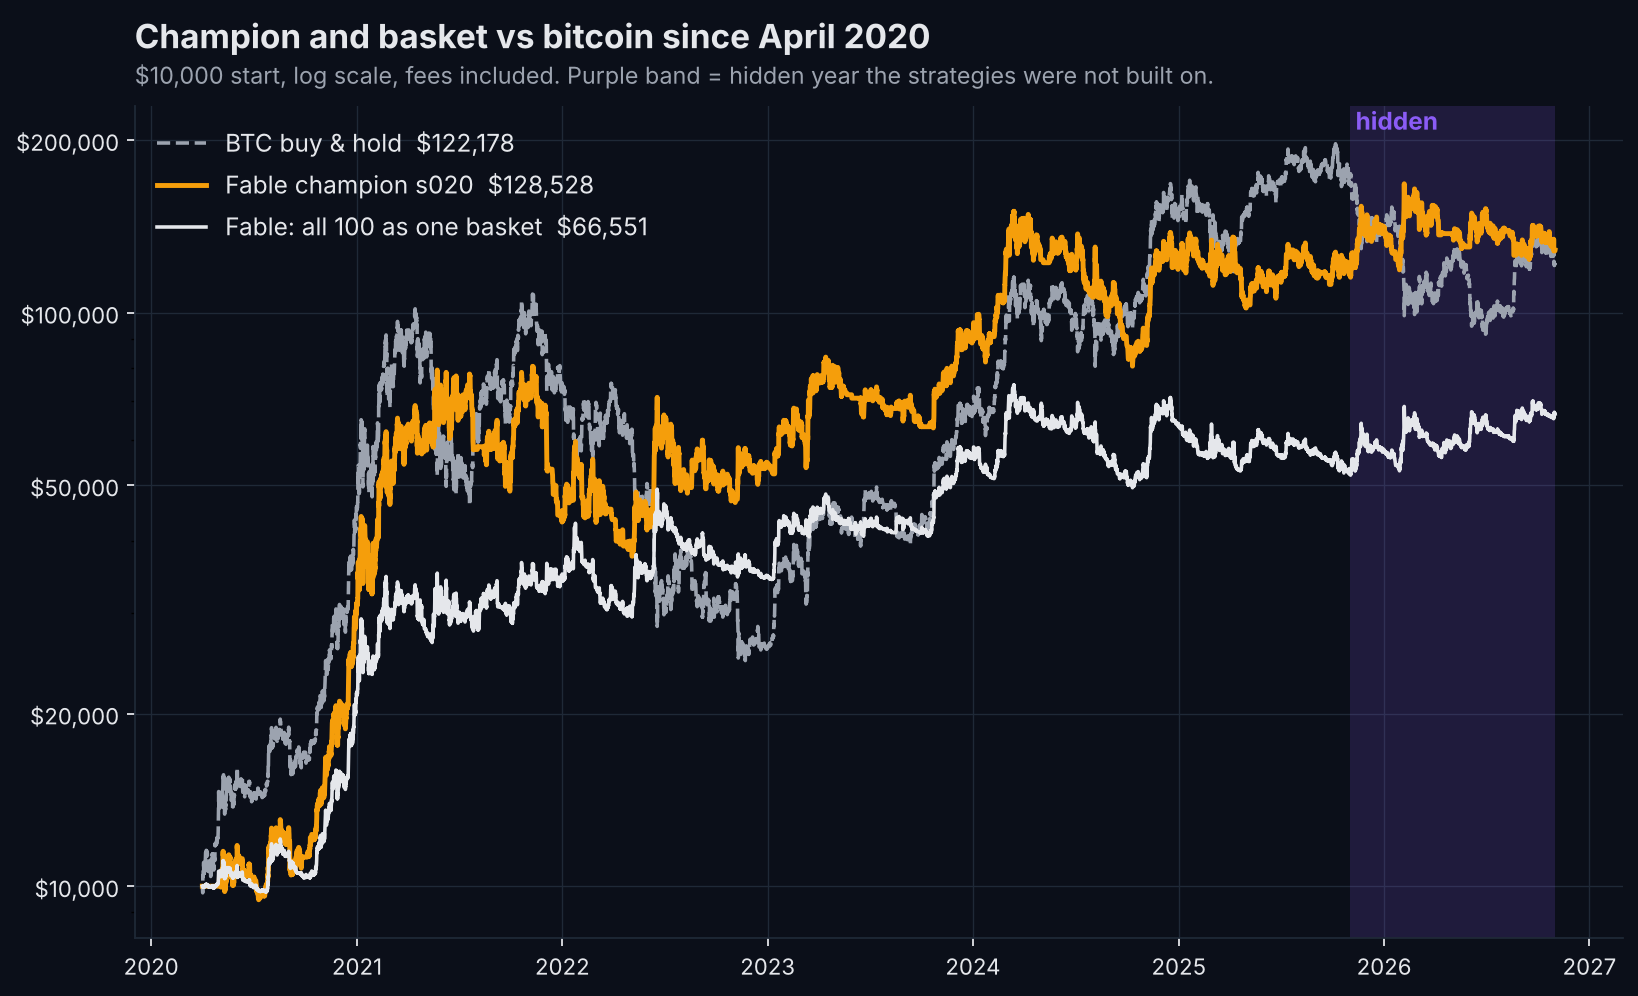 Champion and basket vs bitcoin since April 2020
$10,000 start, log scale, fees included. Purple band = hidden year the strategies were not built on.
hidden
BTC buy & hold $122,178
Fable champion s020 $128,528
Fable: all 100 as one basket $66,551
$200,000
$100,000
$50,000
$20,000
$10,000
2020 2021 2022 2023 2024 2025 2026 2027